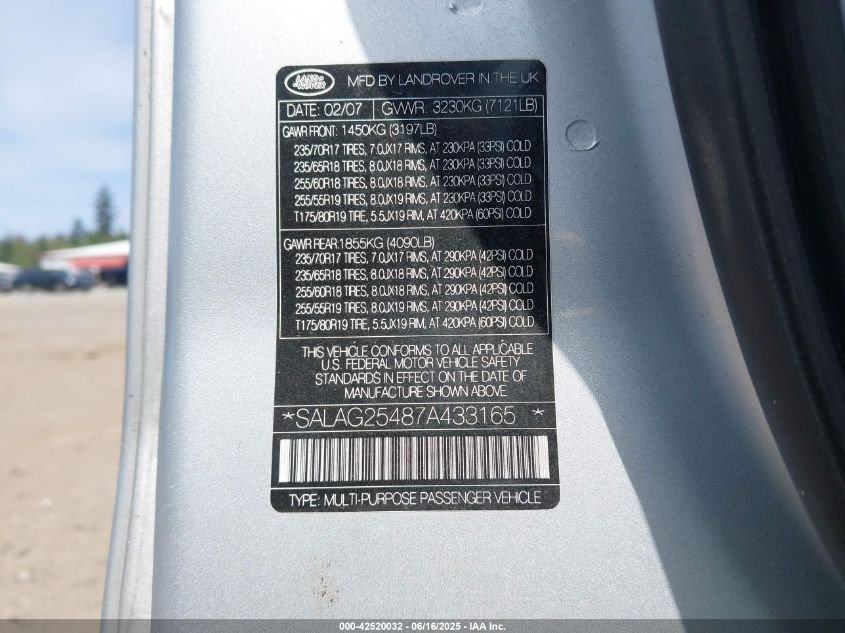 LAND ROVER
MFD BY LANDROVER IN THE UK
DATE: 02/07 GVWR: 3230KG (7121LB)
GAWR FRONT: 1450KG (3197LB)
235/70R17 TIRES, 7.0JX17 RIMS, AT 230KPA (33PSI) COLD
235/65R18 TIRES, 8.0JX18 RIMS, AT 230KPA (33PSI) COLD
255/60R18 TIRES, 8.0JX18 RIMS, AT 230KPA (33PSI) COLD
255/55R19 TIRES, 8.0JX19 RIMS, AT 230KPA (33PSI) COLD
T175/80R19 TIRE, 5.5JX19 RIM, AT 420KPA (60PSI) COLD
GAWR REAR: 1855KG (4090LB)
235/70R17 TIRES, 7.0JX17 RIMS, AT 290KPA (42PSI) COLD
235/65R18 TIRES, 8.0JX18 RIMS, AT 290KPA (42PSI) COLD
255/60R18 TIRES, 8.0JX18 RIMS, AT 290KPA (42PSI) COLD
255/55R19 TIRES, 8.0JX19 RIMS, AT 290KPA (42PSI) COLD
T175/80R19 TIRE, 5.5JX19 RIM, AT 420KPA (60PSI) COLD
THIS VEHICLE CONFORMS TO ALL APPLICABLE
U.S. FEDERAL MOTOR VEHICLE SAFETY
STANDARDS IN EFFECT ON THE DATE OF
MANUFACTURE SHOWN ABOVE
*SALAG25487A433165 *
TYPE: MULTI-PURPOSE PASSENGER VEHICLE
000-42520032 - 06/16/2025 - IAA Inc.